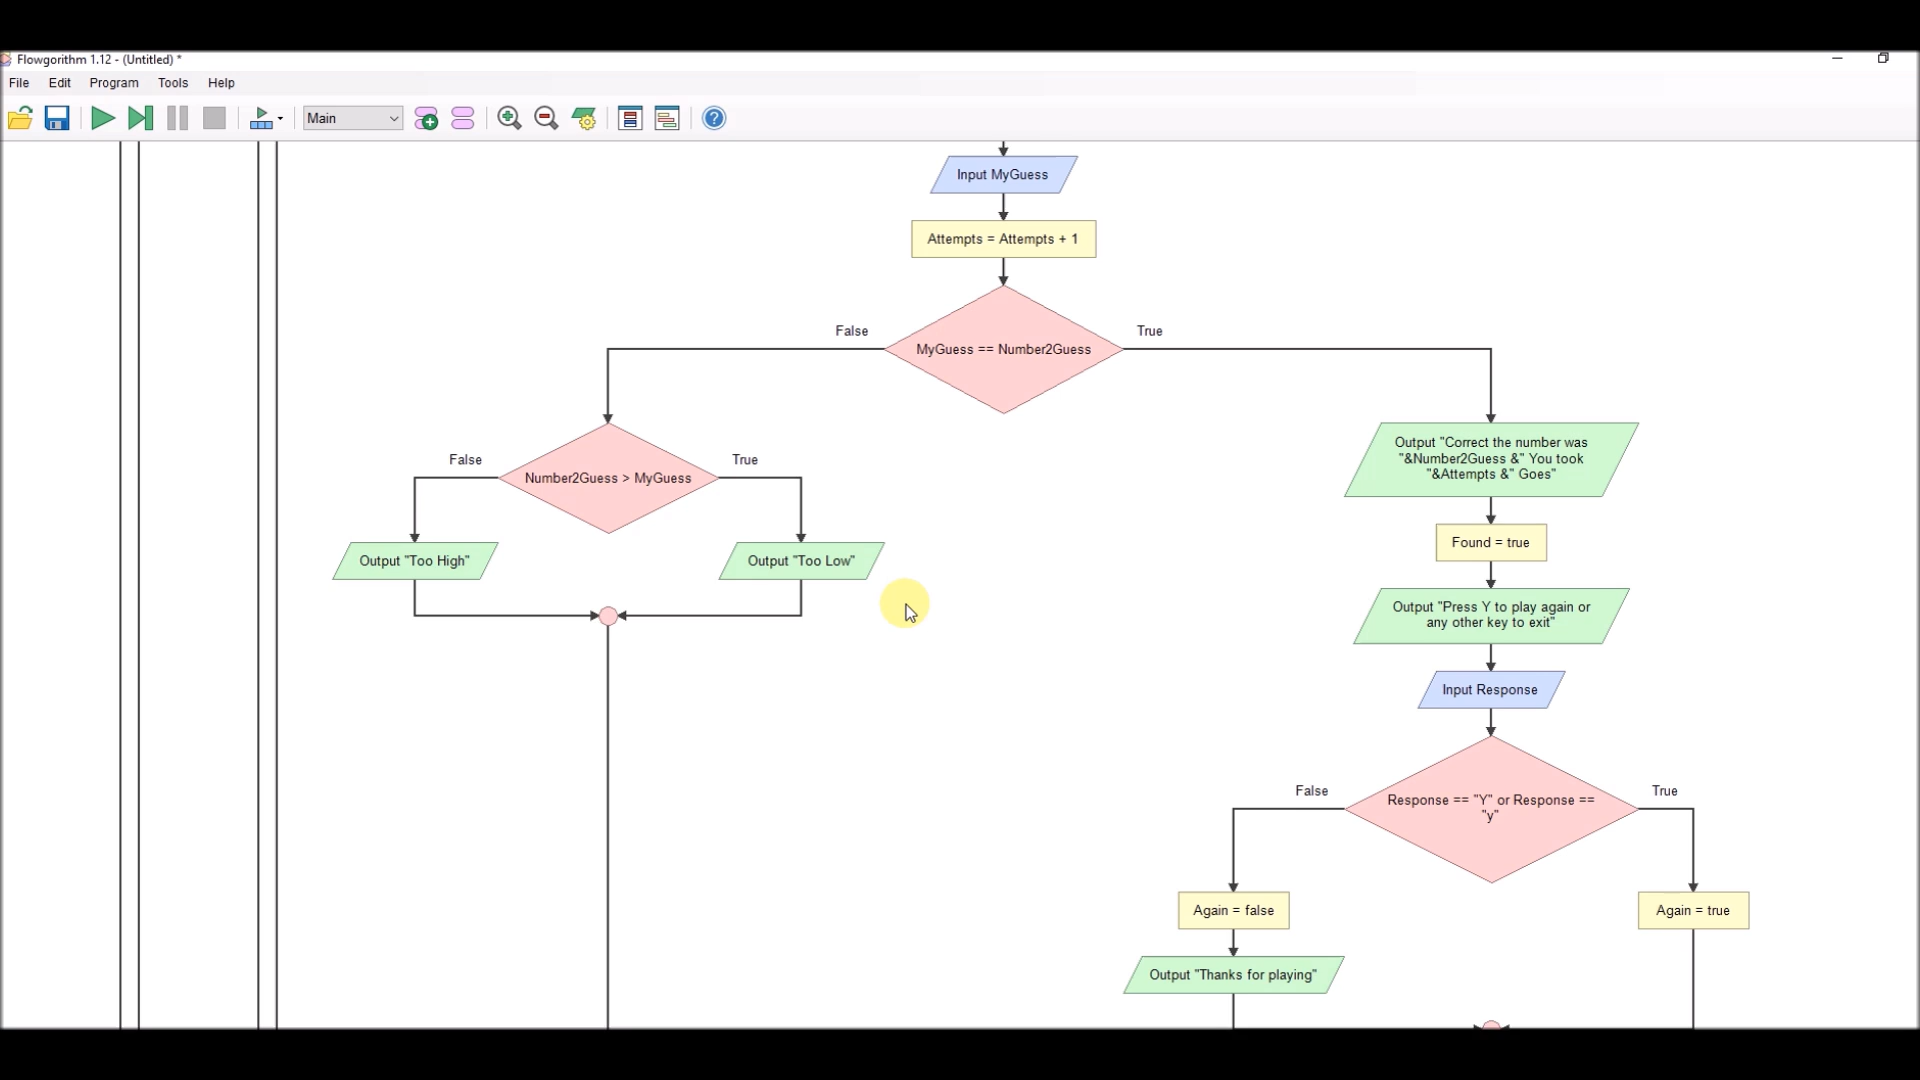 Flowgorithm 1.12 - (Untitled) *
File Edit Program Tools Help
Main
Input MyGuess
Attempts = Attempts + 1
False
True
MyGuess == Number2Guess
False
True
Number2Guess > MyGuess
Output "Too High"
Output "Too Low"
Output "Correct the number was
"&Number2Guess &" You took
"&Attempts &" Goes"
Found = true
Output "Press Y to play again or
any other key to exit"
Input Response
False
True
Response == "Y" or Response ==
"y"
Again = false
Again = true
Output "Thanks for playing"